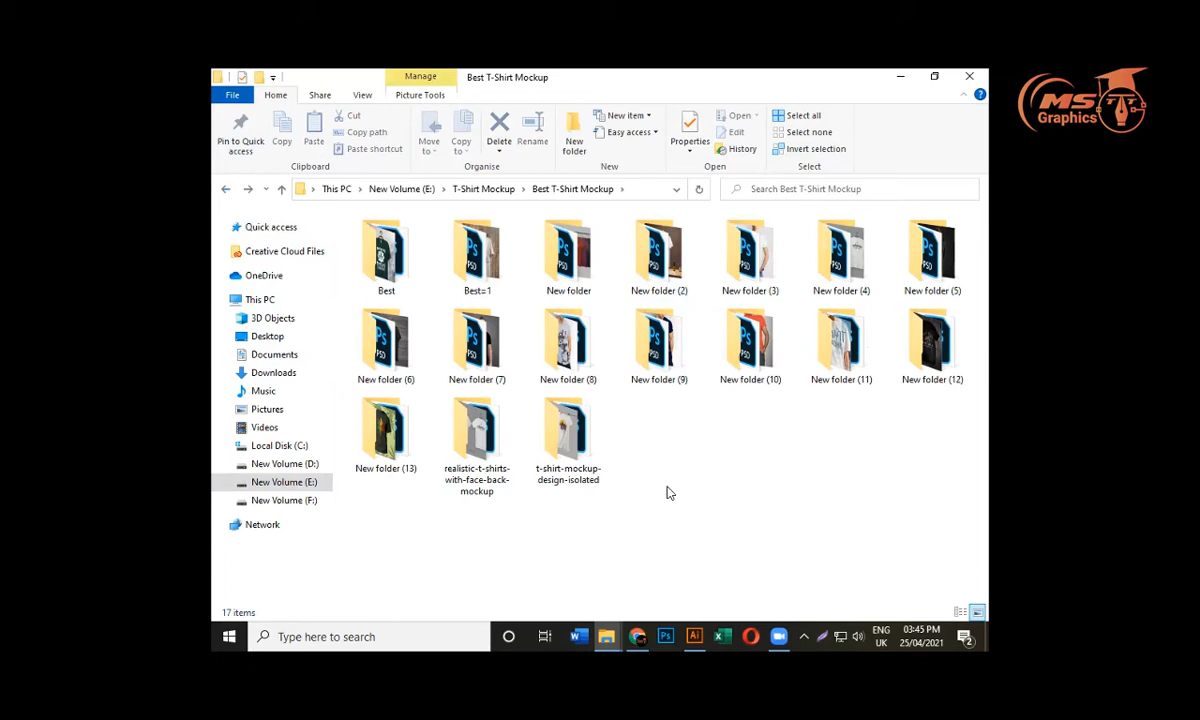 MS
Graphics
Manage
Best T-Shirt Mockup
File
Home
Share
View
Picture Tools
Pin to Quick
access
Copy
Paste
Cut
Copy path
Paste shortcut
Clipboard
Move
to
Copy
to
Delete
Rename
Organise
New
folder
New item
Easy access
New
Properties
Open
Edit
History
Open
Select all
Select none
Invert selection
Select
This PC
New Volume (E:)
T-Shirt Mockup
Best T-Shirt Mockup
Search Best T-Shirt Mockup
Quick access
Creative Cloud Files
OneDrive
This PC
3D Objects
Desktop
Documents
Downloads
Music
Pictures
Videos
Local Disk (C:)
New Volume (D:)
New Volume (E:)
New Volume (F:)
Network
Best
Best=1
New folder
New folder (2)
New folder (3)
New folder (4)
New folder (5)
New folder (6)
New folder (7)
New folder (8)
New folder (9)
New folder (10)
New folder (11)
New folder (12)
New folder (13)
realistic-t-shirts-
with-face-back-
mockup
t-shirt-mockup-
design-isolated
17 items
Type here to search
Ps
Ai
ENG
UK
03:45 PM
25/04/2021
2